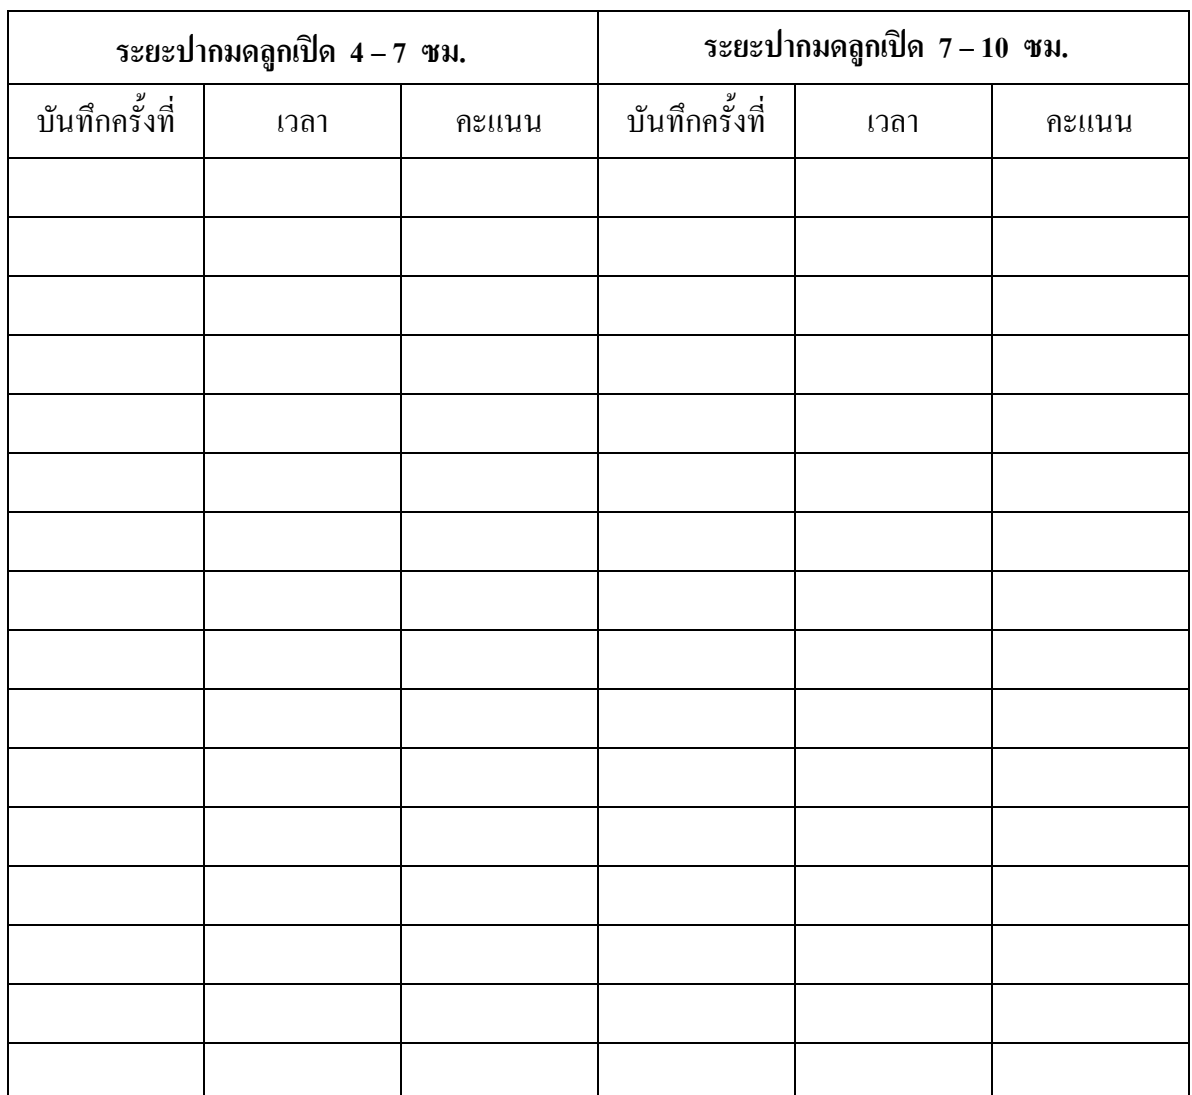 ระยะปากมดลูกเปิด 4 – 7 ซม. ระยะปากมดลูกเปิด 7 – 10 ซม.
บันทึกครั้งที่ เวลา คะแนน บันทึกครั้งที่ เวลา คะแนน